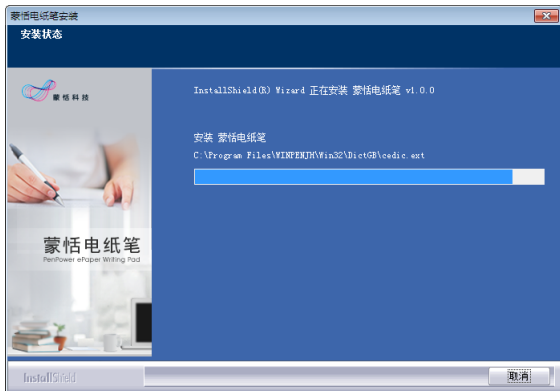 蒙恬电纸笔安装
安装状态
蒙恬科技
InstallShield(R) Wizard 正在安装 蒙恬电纸笔 v1.0.0
安装 蒙恬电纸笔
C:\Program Files\WINPENJH\Win32\DictGB\cedic.ext
蒙恬电纸笔
PenPower ePaper Writing Pad
InstallShield
取消